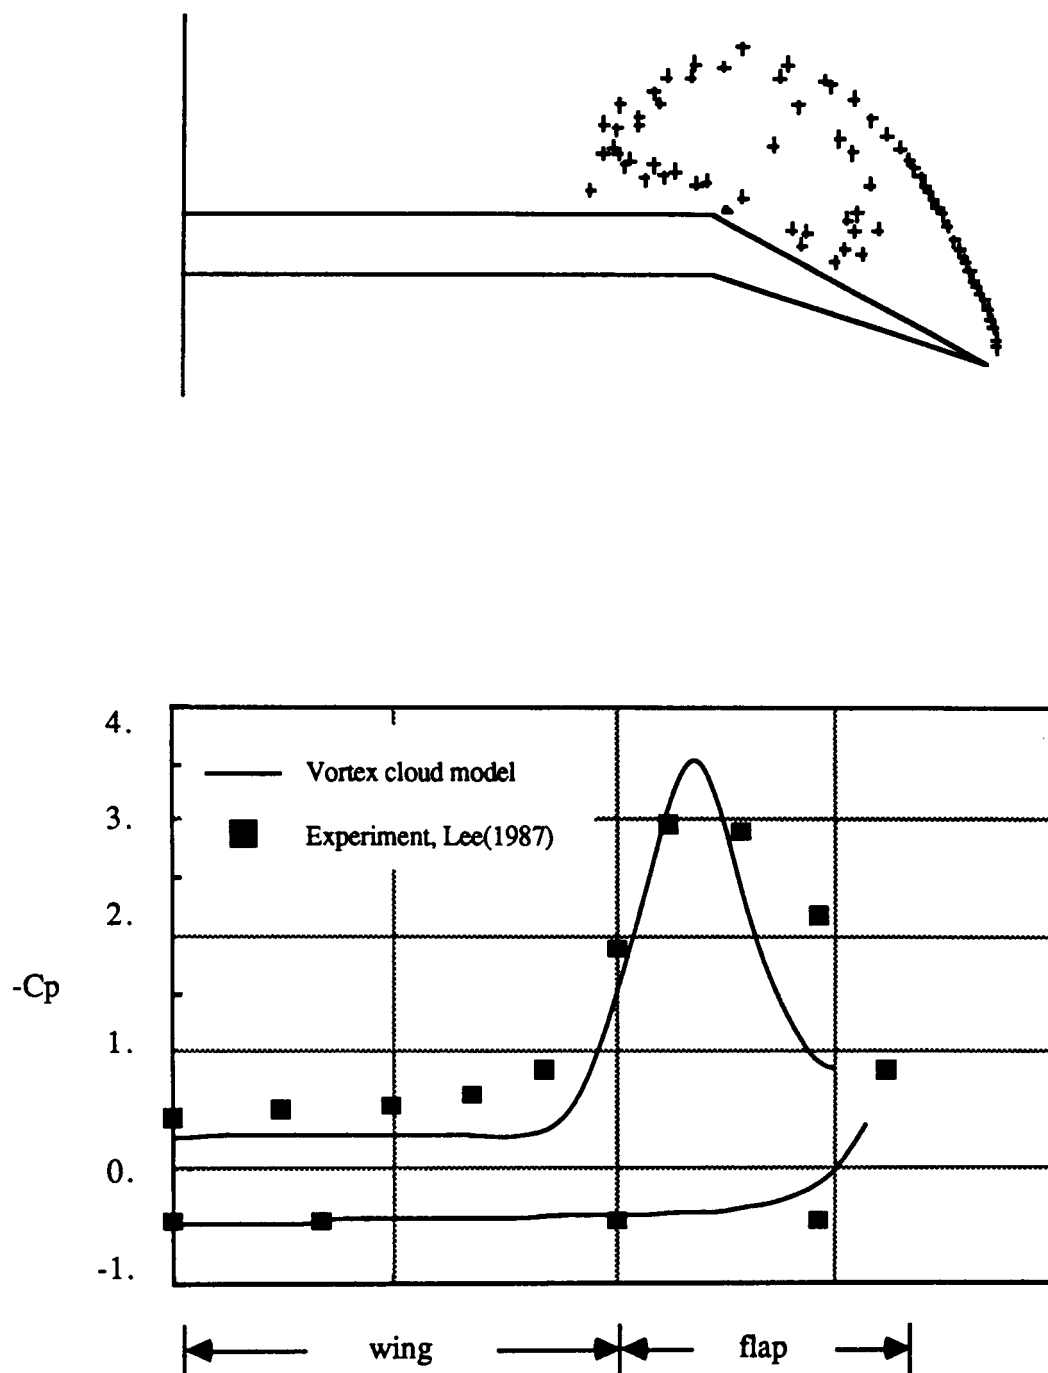 4.
Vortex cloud model
3.
Experiment, Lee(1987)
2.
-Cp
1.
0.
-1.
wing
flap